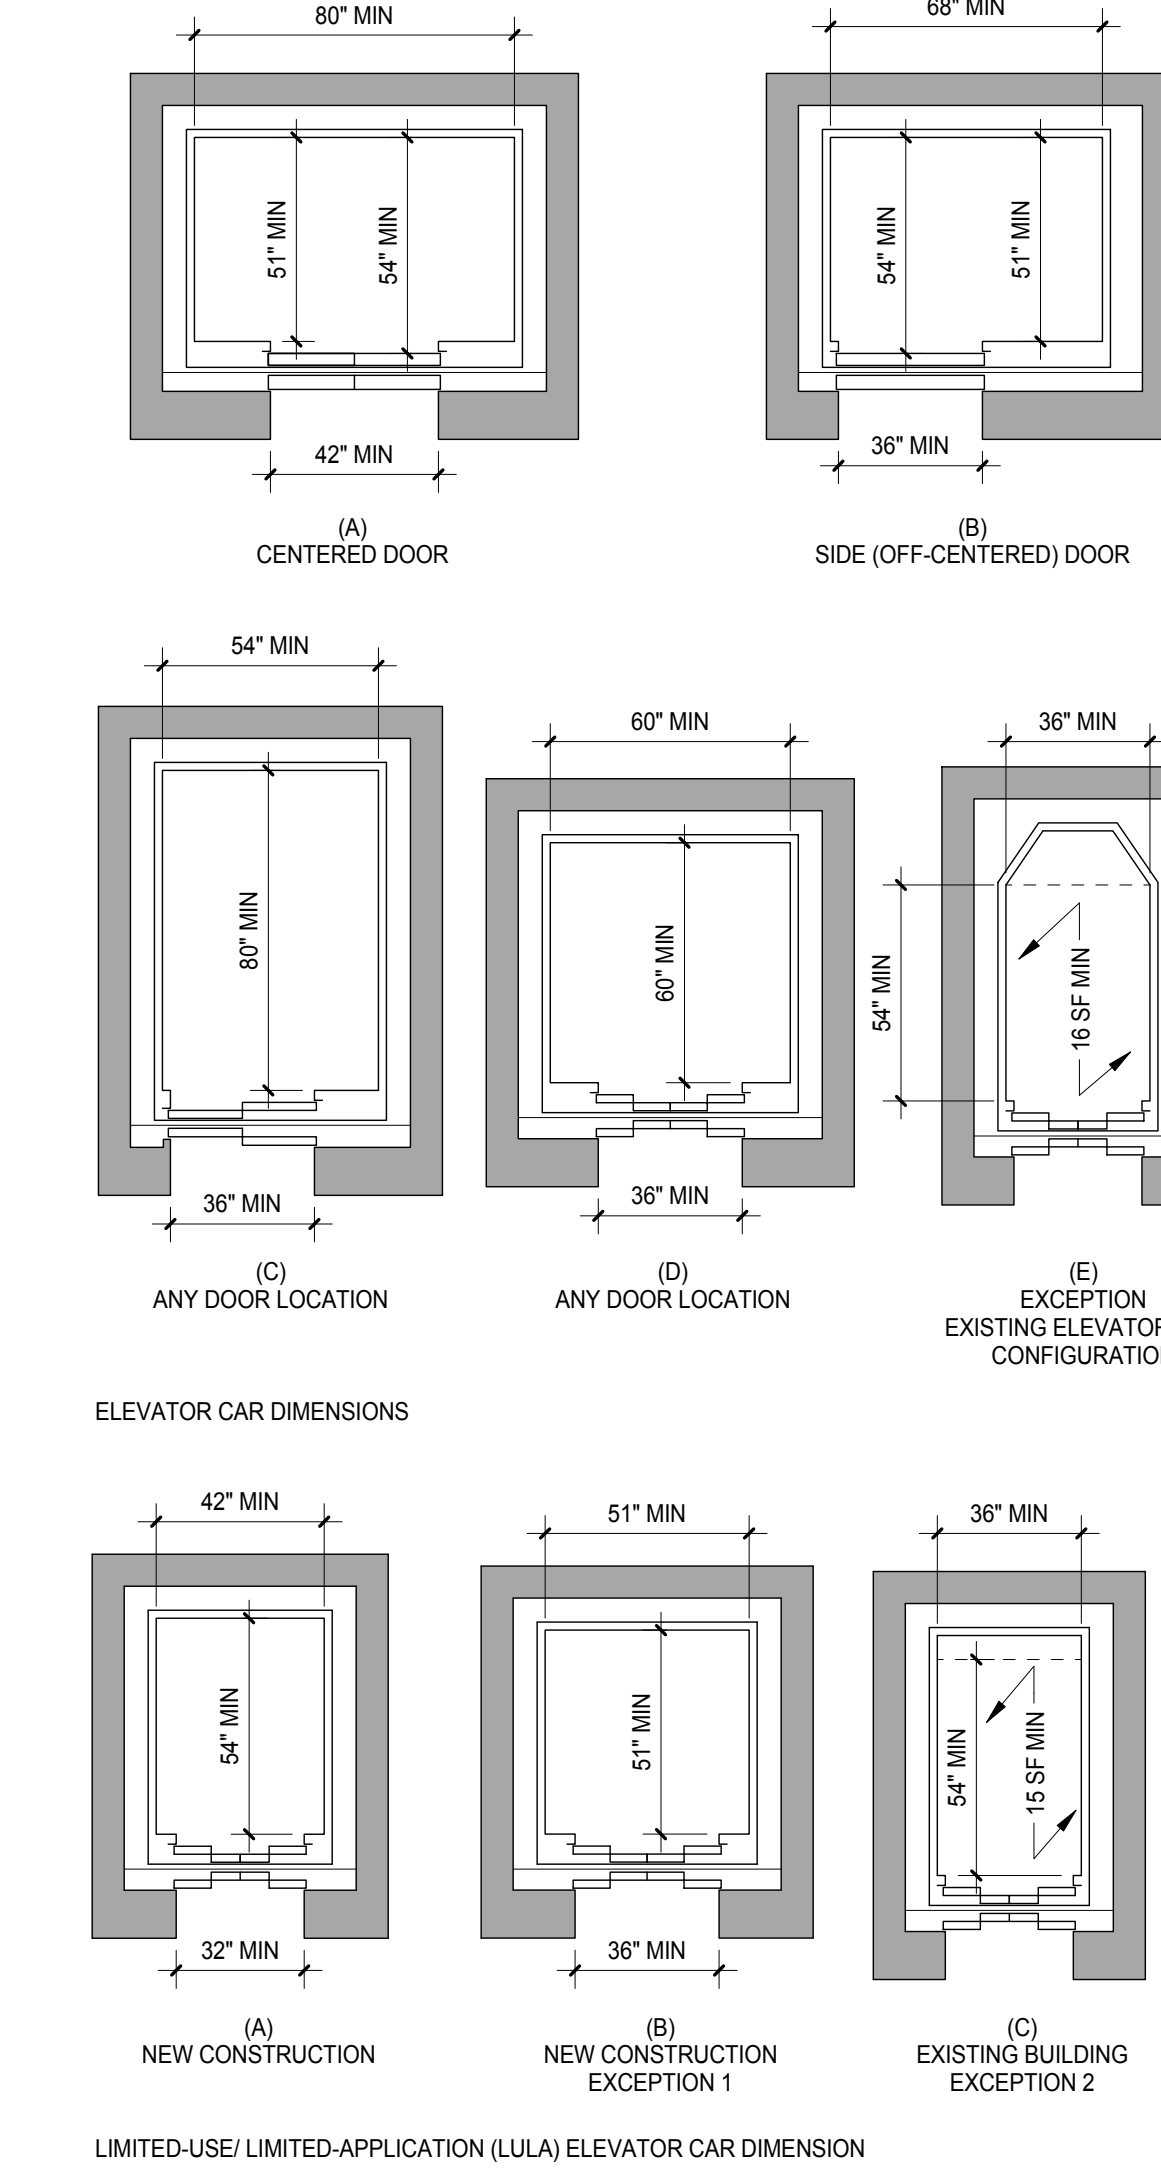 80" MIN
68" MIN
51" MIN
54" MIN
54" MIN
51" MIN
42" MIN
36" MIN
(A)
CENTERED DOOR
(B)
SIDE (OFF-CENTERED) DOOR
54" MIN
60" MIN
36" MIN
80" MIN
60" MIN
54" MIN
16 SF MIN
36" MIN
36" MIN
(C)
ANY DOOR LOCATION
(D)
ANY DOOR LOCATION
(E)
EXCEPTION
EXISTING ELEVATOR
CONFIGURATIO
ELEVATOR CAR DIMENSIONS
42" MIN
51" MIN
36" MIN
54" MIN
51" MIN
54" MIN
15 SF MIN
32" MIN
36" MIN
(A)
NEW CONSTRUCTION
(B)
NEW CONSTRUCTION
EXCEPTION 1
(C)
EXISTING BUILDING
EXCEPTION 2
LIMITED-USE/ LIMITED-APPLICATION (LULA) ELEVATOR CAR DIMENSION